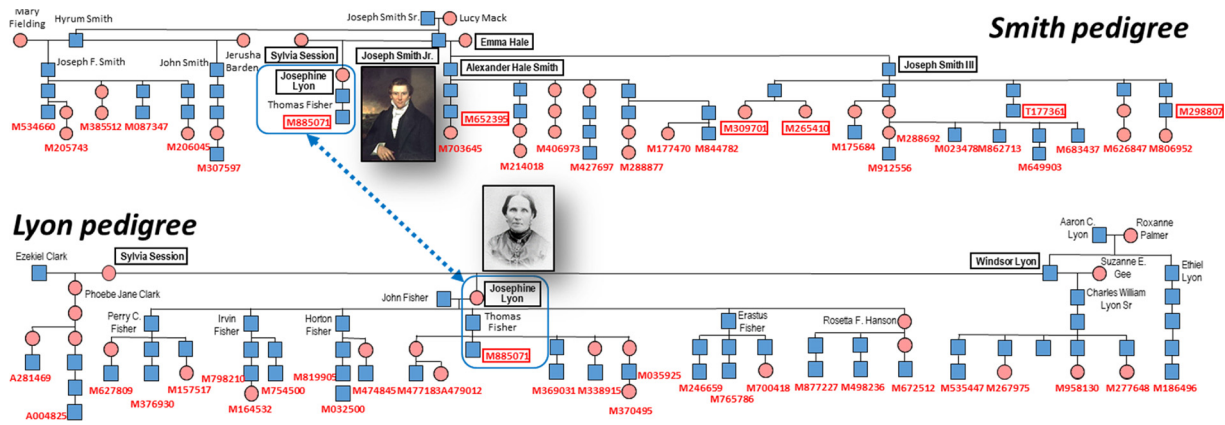 Mary
Fielding
Hyrum Smith
Joseph Smith Sr.
Lucy Mack
Smith pedigree
Jerusha
Barden
Sylvia Session
Joseph Smith Jr.
Emma Hale
Joseph F. Smith
John Smith
Josephine
Lyon
Alexander Hale Smith
Joseph Smith III
Thomas Fisher
M885071
M652395
M309701
M265410
T177361
M298807
M534660
M385512
M087347
M206045
M205743
M307597
M703645
M406973
M214018
M427697
M288877
M177470
M844782
M175684
M288692
M912556
M023478
M862713
M649903
M683437
M626847
M806952
Lyon pedigree
Aaron C.
Lyon
Roxanne
Palmer
Ezekiel Clark
Sylvia Session
Windsor Lyon
Suzanne E.
Gee
Ethiel
Lyon
Phoebe Jane Clark
John Fisher
Josephine
Lyon
Charles William
Lyon Sr
Perry C.
Fisher
Irvin
Fisher
Horton
Fisher
Thomas
Fisher
Erastus
Fisher
Rosetta F. Hanson
M885071
A281469
M627809
M157517
M376930
M798210
M754500
M164532
M819905
M474845
M032500
M477183
A479012
M369031
M338915
M035925
M370495
M246659
M700418
M765786
M877227
M498236
M672512
M535447
M267975
M958130
M277648
M186496
A004825